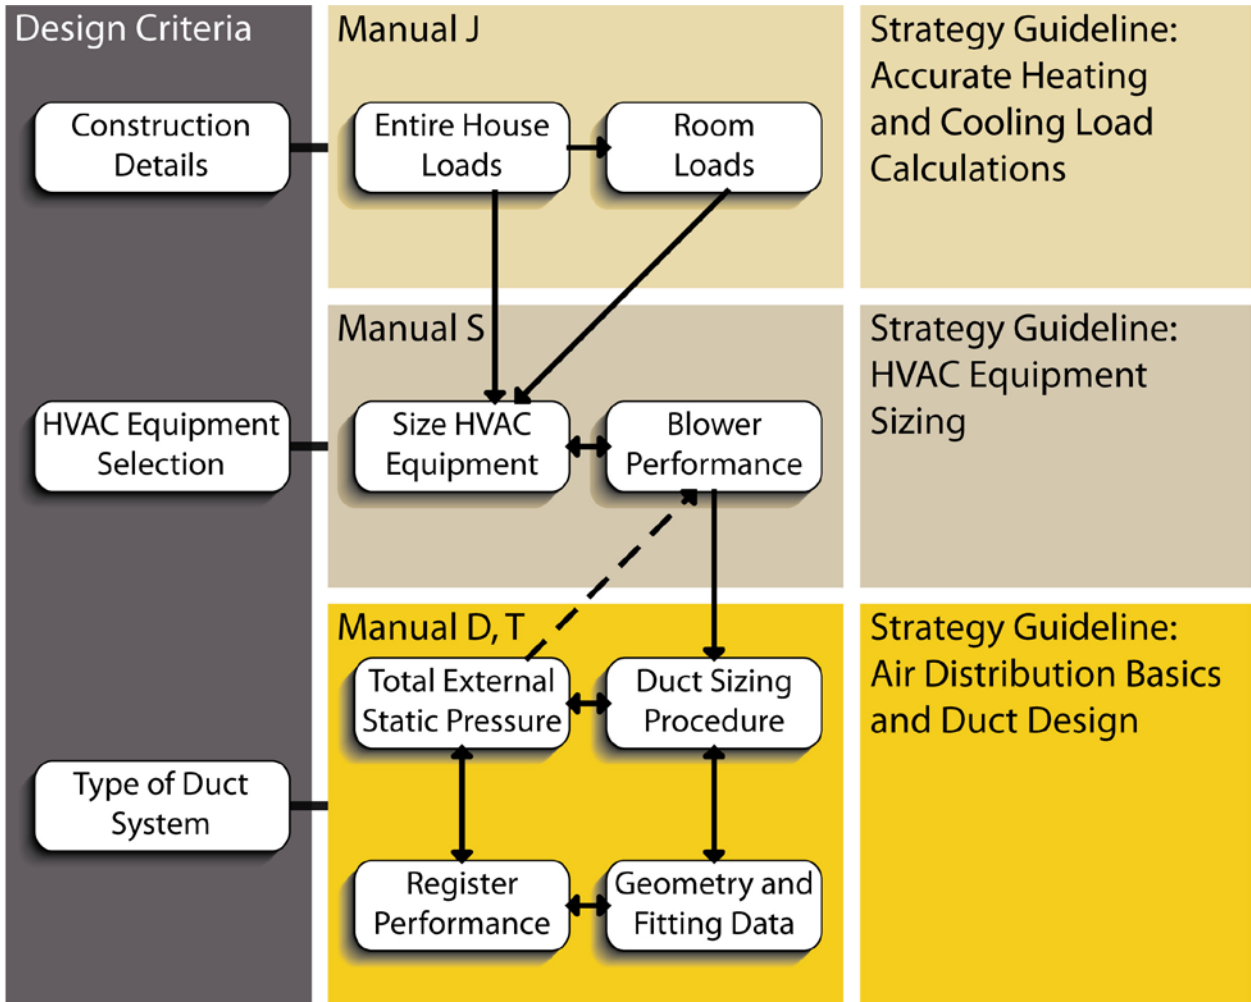 Design Criteria
Construction
Details
HVAC Equipment
Selection
Type of Duct
System
Manual J
Entire House
Loads
Room
Loads
Manual S
Size HVAC
Equipment
Blower
Performance
Manual D, T
Total External
Static Pressure
Duct Sizing
Procedure
Register
Performance
Geometry and
Fitting Data
Strategy Guideline:
Accurate Heating
and Cooling Load
Calculations
Strategy Guideline:
HVAC Equipment
Sizing
Strategy Guideline:
Air Distribution Basics
and Duct Design